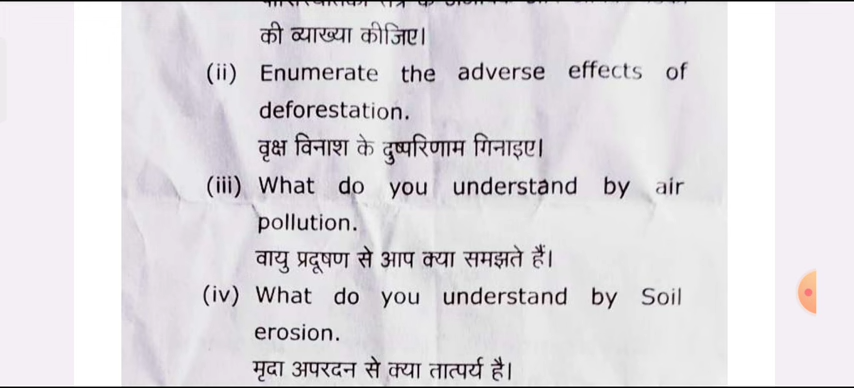 की व्याख्या कीजिए।
(ii) Enumerate the adverse effects of
deforestation.
वृक्ष विनाश के दुष्परिणाम गिनाइए।
(iii) What do you understand by air
pollution.
वायु प्रदूषण से आप क्या समझते हैं।
(iv) What do you understand by Soil
erosion.
मृदा अपरदन से क्या तात्पर्य है।